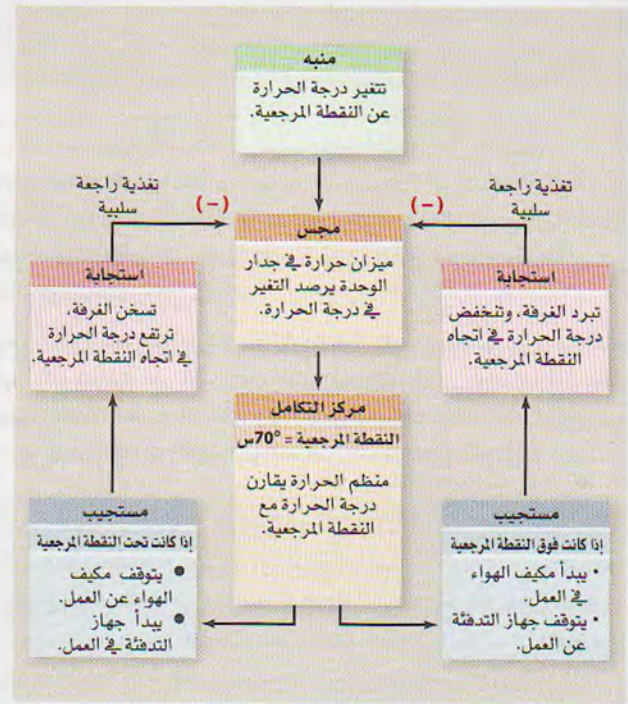 منبه
تتغير درجة الحرارة
عن النقطة المرجعية.
تغذية راجعة
سلبية
(−)
(−)
تغذية راجعة
سلبية
مجس
ميزان حرارة في جدار
الوحدة يرصد التغير
في درجة الحرارة.
استجابة
تبرد الغرفة، وتنخفض
درجة الحرارة في اتجاه
النقطة المرجعية.
استجابة
تسخن الغرفة،
ترتفع درجة الحرارة
في اتجاه النقطة المرجعية.
مركز التكامل
النقطة المرجعية = 70°س
منظم الحرارة يقارن
درجة الحرارة مع
النقطة المرجعية.
مستجيب
إذا كانت فوق النقطة المرجعية
• يبدأ مكيف الهواء
في العمل.
• يتوقف جهاز التدفئة
عن العمل.
مستجيب
إذا كانت تحت النقطة المرجعية
● يتوقف مكيف
الهواء عن العمل.
● يبدأ جهاز
التدفئة في العمل.